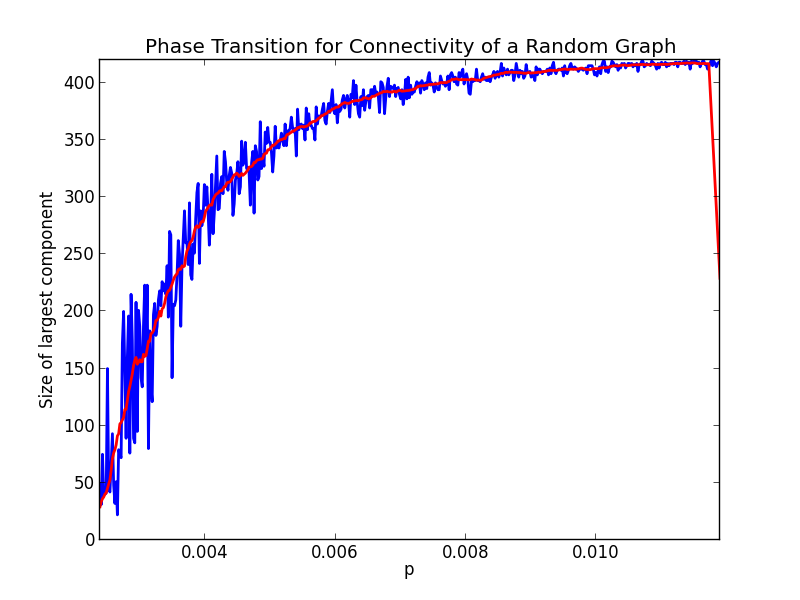 Phase Transition for Connectivity of a Random Graph
400
350
300
250
200
150
100
50
0
Size of largest component
0.004 0.006 0.008 0.010
p